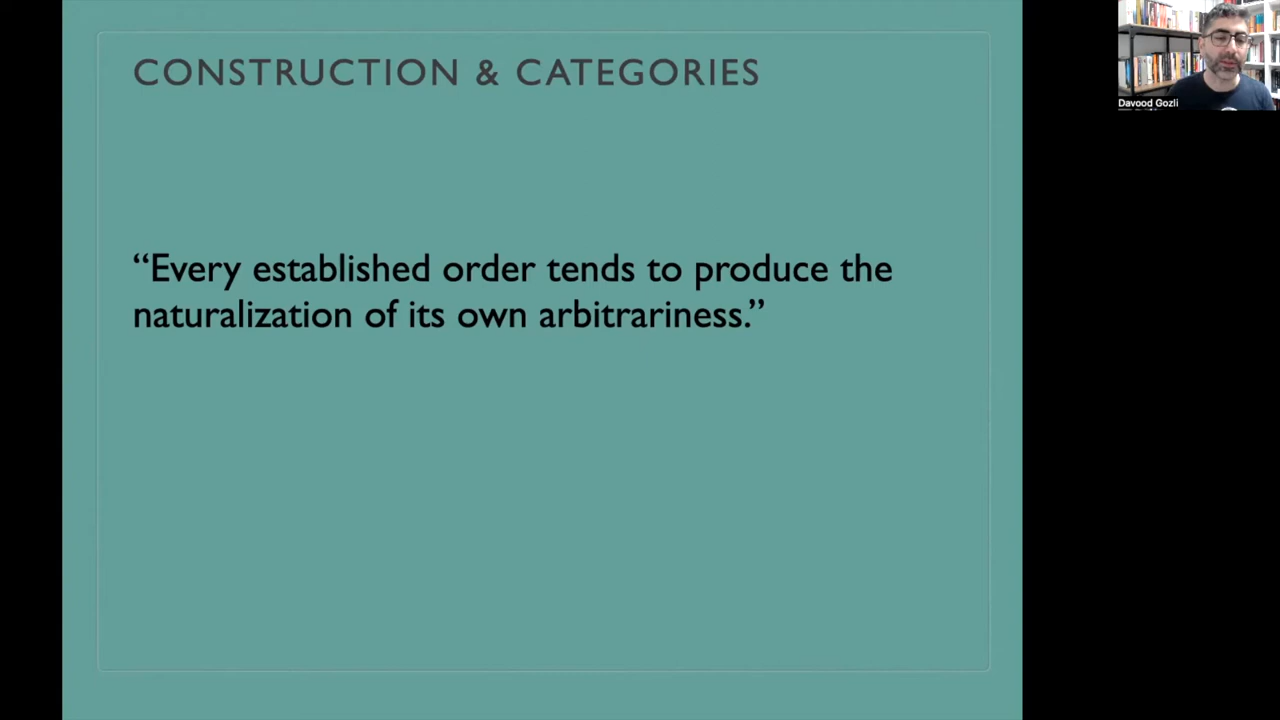 CONSTRUCTION & CATEGORIES
“Every established order tends to produce the
naturalization of its own arbitrariness.”
Davood Gozli